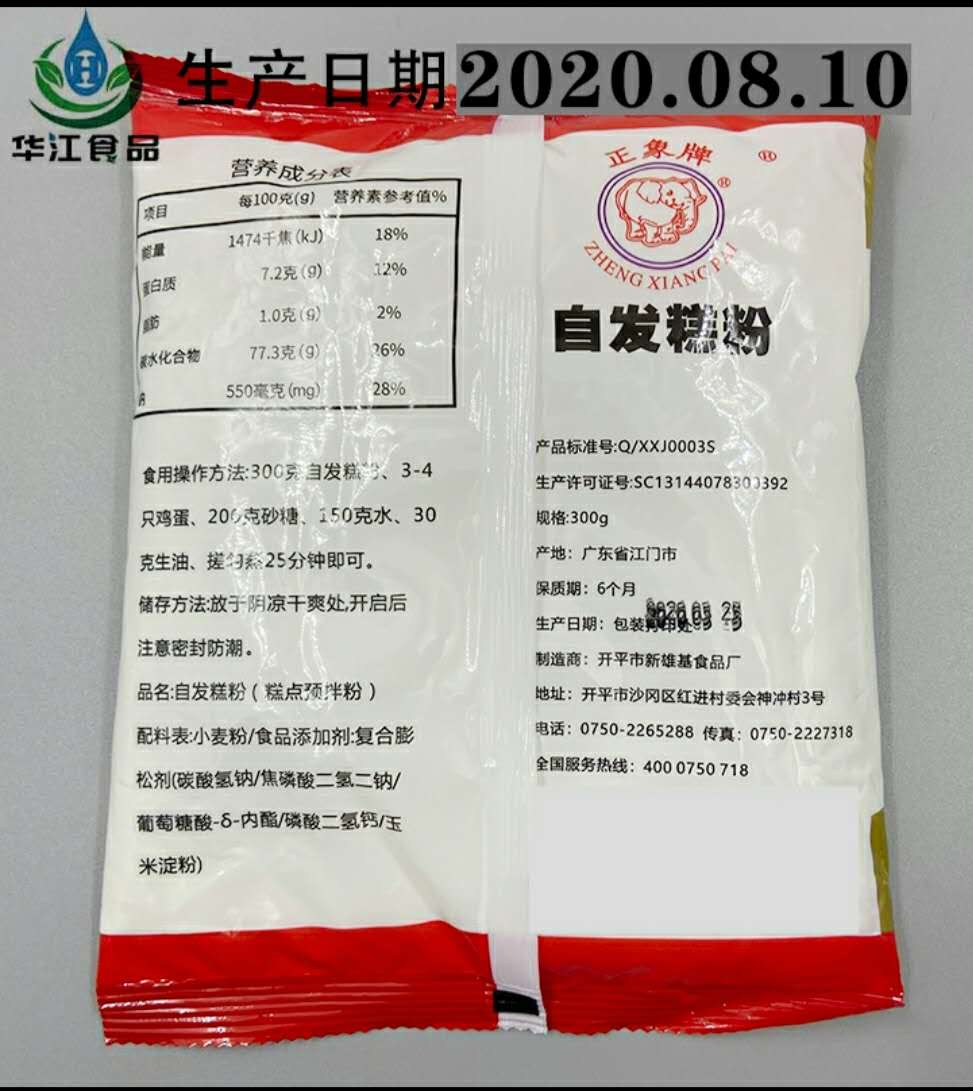 华江食品
生产日期2020.08.10
营养成分表
项目 每100克(g) 营养素参考值%
能量 1474千焦(kJ) 18%
蛋白质 7.2克(g) 12%
脂肪 1.0克(g) 2%
碳水化合物 77.3克(g) 26%
钠 550毫克(mg) 28%
食用操作方法:300克自发糕粉、3-4
只鸡蛋、200克砂糖、150克水、30
克生油、搓匀蒸25分钟即可。
储存方法:放于阴凉干爽处,开启后
注意密封防潮。
品名:自发糕粉(糕点预拌粉)
配料表:小麦粉/食品添加剂:复合膨
松剂(碳酸氢钠/焦磷酸二氢二钠/
葡萄糖酸-δ-内酯/磷酸二氢钙/玉
米淀粉)
正象牌 ®
®
ZHENG XIANG PAI
自发糕粉
产品标准号:Q/XXJ0003S
生产许可证号:SC13144078300392
规格:300g
产地：广东省江门市
保质期：6个月
生产日期：包装打印处
制造商：开平市新雄基食品厂
地址：开平市沙冈区红进村委会神冲村3号
电话：0750-2265288 传真：0750-2227318
全国服务热线：400 0750 718